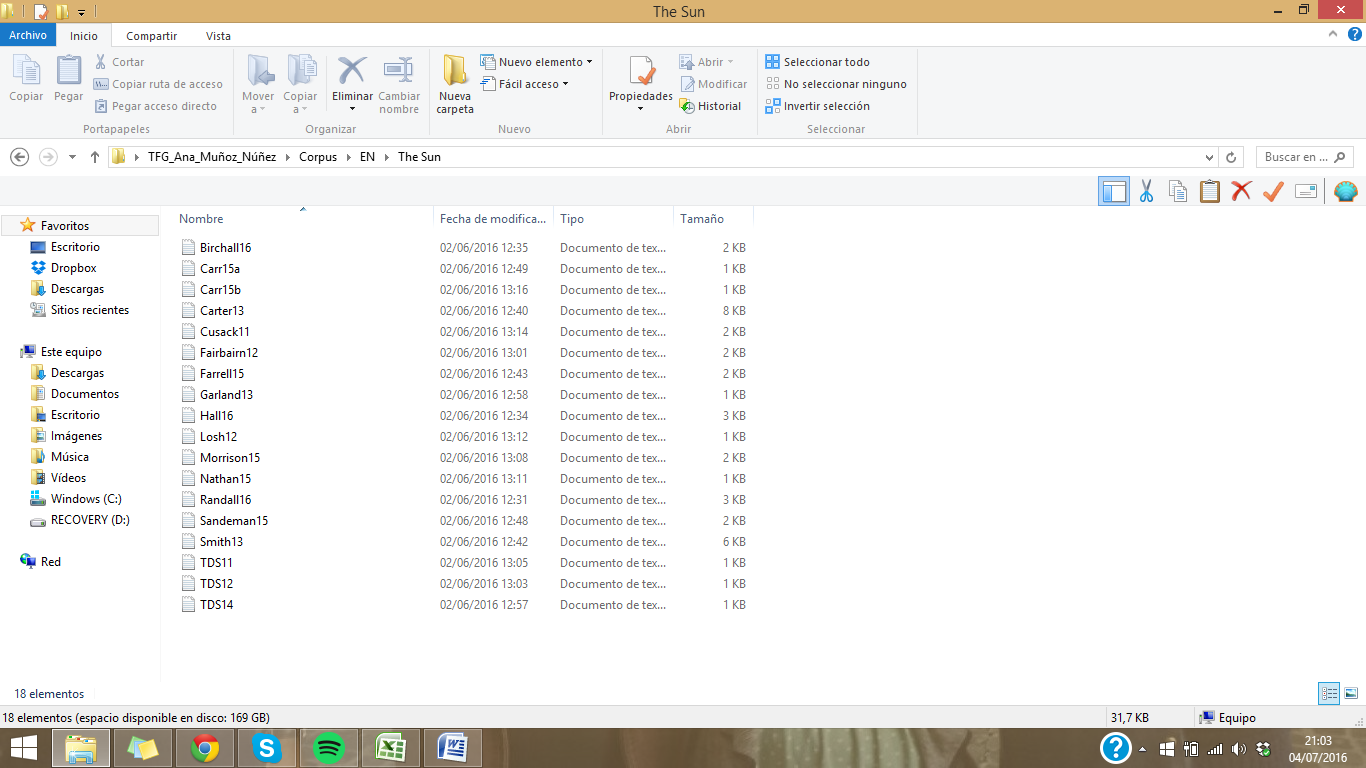 The Sun
Archivo Inicio Compartir Vista
Copiar
Pegar
Cortar
Copiar ruta de acceso
Pegar acceso directo
Portapapeles
Mover a
Copiar a
Eliminar
Cambiar nombre
Organizar
Nueva carpeta
Nuevo elemento
Fácil acceso
Nuevo
Propiedades
Abrir
Modificar
Historial
Abrir
Seleccionar todo
No seleccionar ninguno
Invertir selección
Seleccionar
TFG_Ana_Muñoz_Núñez Corpus EN The Sun
Buscar en ...
Favoritos
Escritorio
Dropbox
Descargas
Sitios recientes
Este equipo
Descargas
Documentos
Escritorio
Imágenes
Música
Vídeos
Windows (C:)
RECOVERY (D:)
Red
Nombre Fecha de modifica... Tipo Tamaño
Birchall16 02/06/2016 12:35 Documento de tex... 2 KB
Carr15a 02/06/2016 12:49 Documento de tex... 1 KB
Carr15b 02/06/2016 13:16 Documento de tex... 1 KB
Carter13 02/06/2016 12:40 Documento de tex... 8 KB
Cusack11 02/06/2016 13:14 Documento de tex... 2 KB
Fairbairn12 02/06/2016 13:01 Documento de tex... 2 KB
Farrell15 02/06/2016 12:43 Documento de tex... 2 KB
Garland13 02/06/2016 12:58 Documento de tex... 1 KB
Hall16 02/06/2016 12:34 Documento de tex... 3 KB
Losh12 02/06/2016 13:12 Documento de tex... 1 KB
Morrison15 02/06/2016 13:08 Documento de tex... 2 KB
Nathan15 02/06/2016 13:11 Documento de tex... 1 KB
Randall16 02/06/2016 12:31 Documento de tex... 3 KB
Sandeman15 02/06/2016 12:48 Documento de tex... 2 KB
Smith13 02/06/2016 12:42 Documento de tex... 6 KB
TDS11 02/06/2016 13:05 Documento de tex... 1 KB
TDS12 02/06/2016 13:03 Documento de tex... 1 KB
TDS14 02/06/2016 12:57 Documento de tex... 1 KB
18 elementos
18 elementos (espacio disponible en disco: 169 GB) 31,7 KB Equipo
21:03
04/07/2016